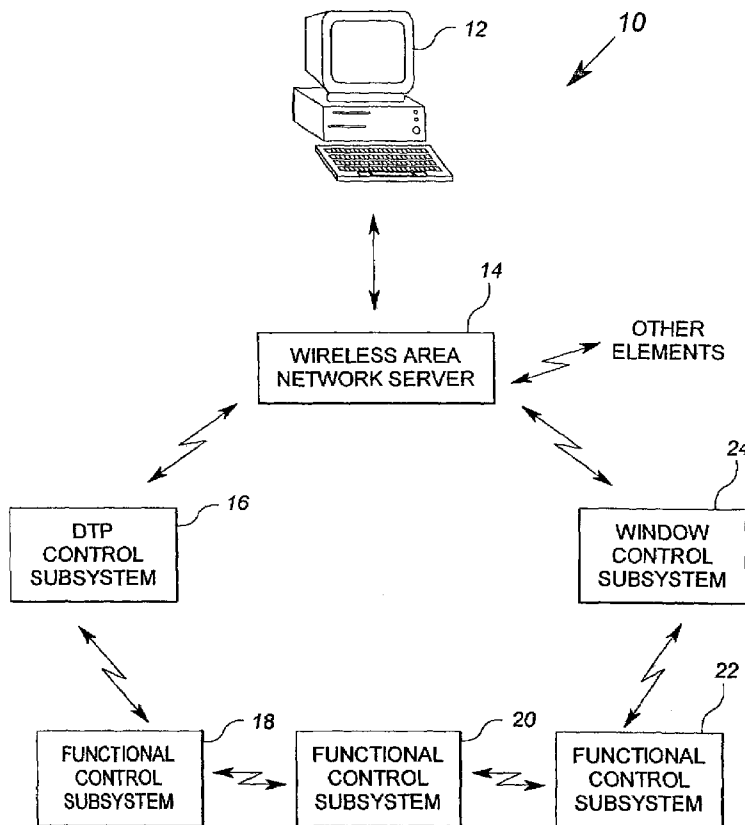 12
10
14
WIRELESS AREA
NETWORK SERVER
OTHER
ELEMENTS
16
DTP
CONTROL
SUBSYSTEM
24
WINDOW
CONTROL
SUBSYSTEM
18
FUNCTIONAL
CONTROL
SUBSYSTEM
20
FUNCTIONAL
CONTROL
SUBSYSTEM
22
FUNCTIONAL
CONTROL
SUBSYSTEM